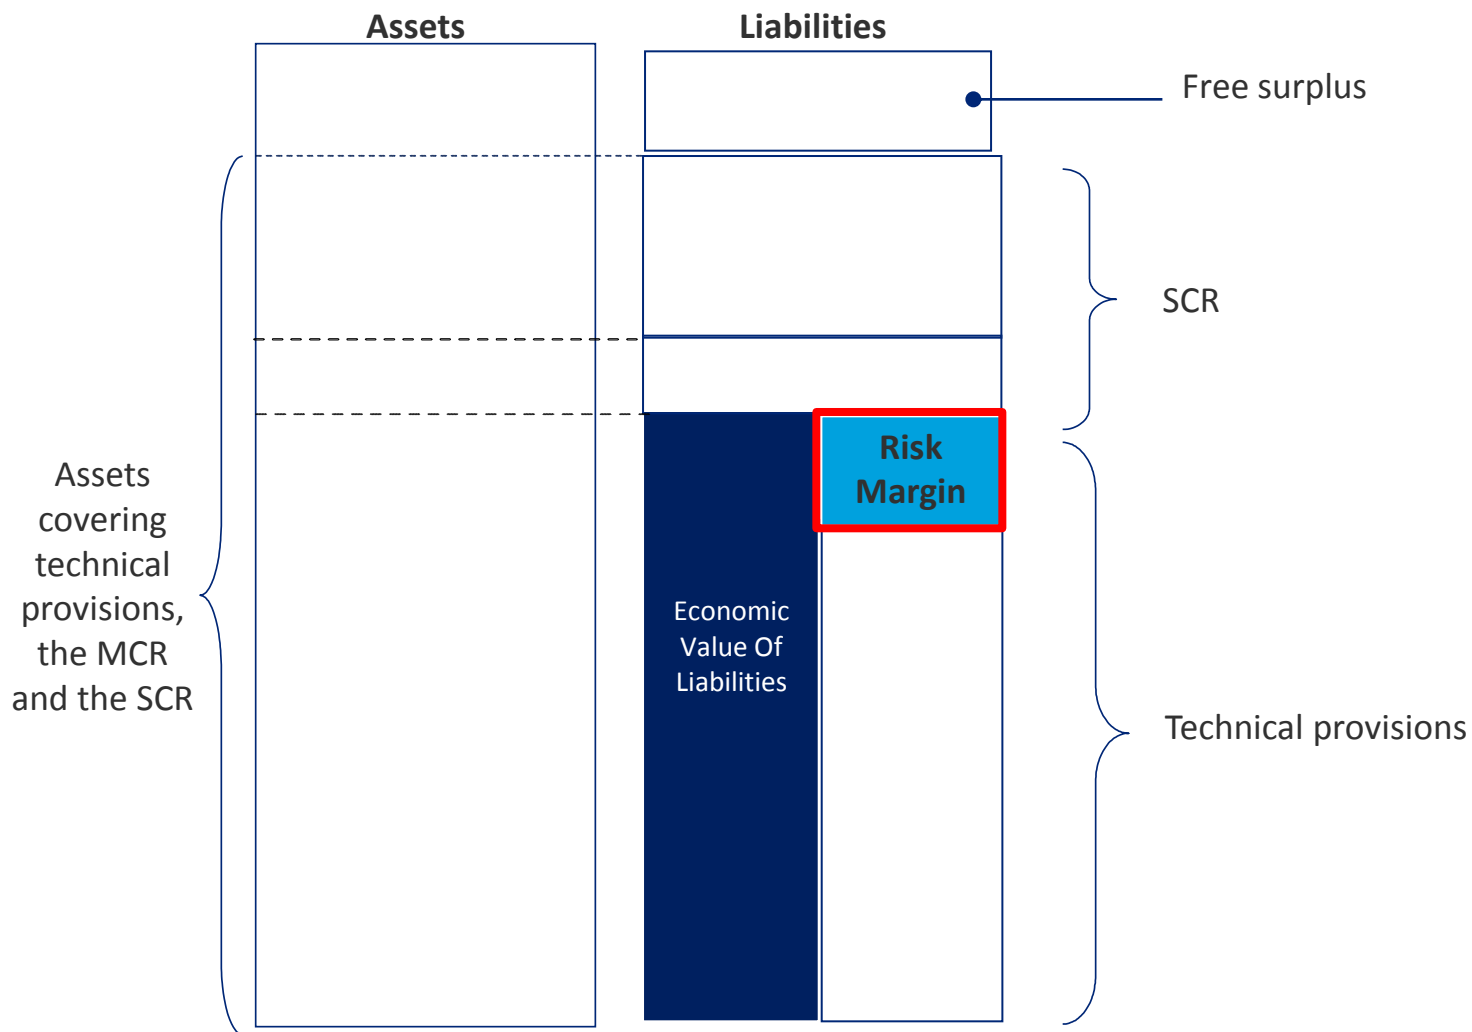 Assets
Liabilities
Free surplus
SCR
Risk
Margin
Assets
covering
technical
provisions,
the MCR
and the SCR
Economic
Value Of
Liabilities
Technical provisions